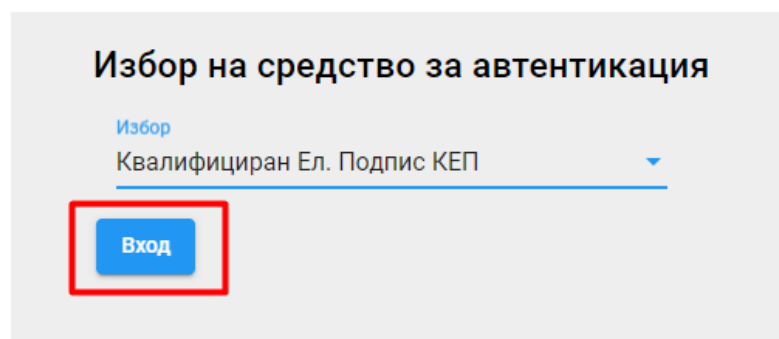 Избор на средство за автентикация
Избор
Квалифициран Ел. Подпис КЕП
Вход